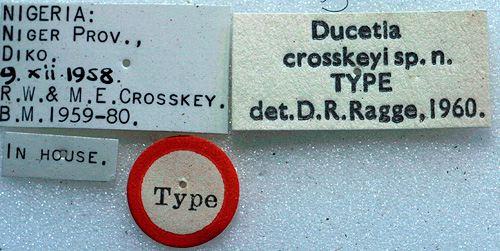 NIGERIA:
NIGER PROV.,
DIKO.
9. xii. 1958.
R.W. & M.E. CROSSKEY.
B.M. 1959-80.
IN HOUSE.
Type
Ducetia
crosskeyi sp. n.
TYPE
det. D. R. Ragge, 1960.